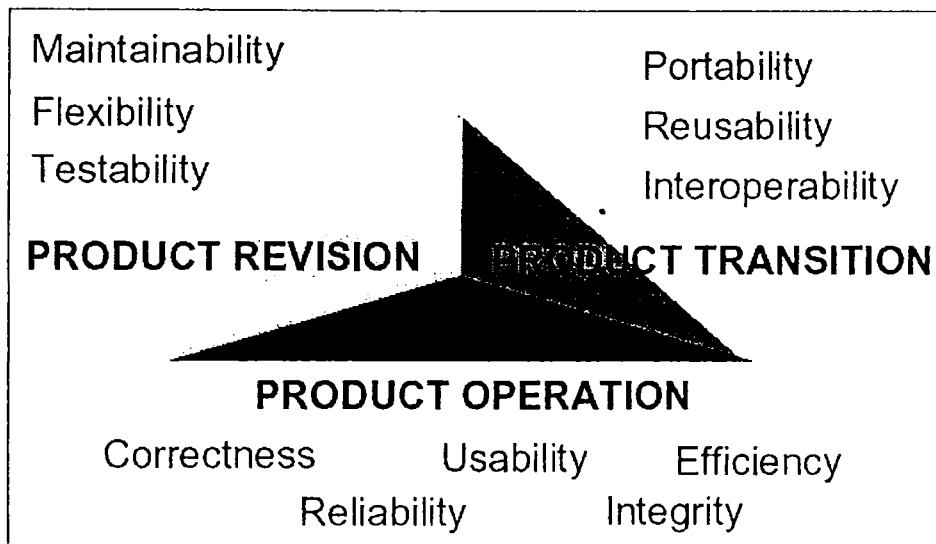 Maintainability
Flexibility
Testability
Portability
Reusability
Interoperability
PRODUCT REVISION
PRODUCT TRANSITION
PRODUCT OPERATION
Correctness Usability Efficiency
Reliability Integrity